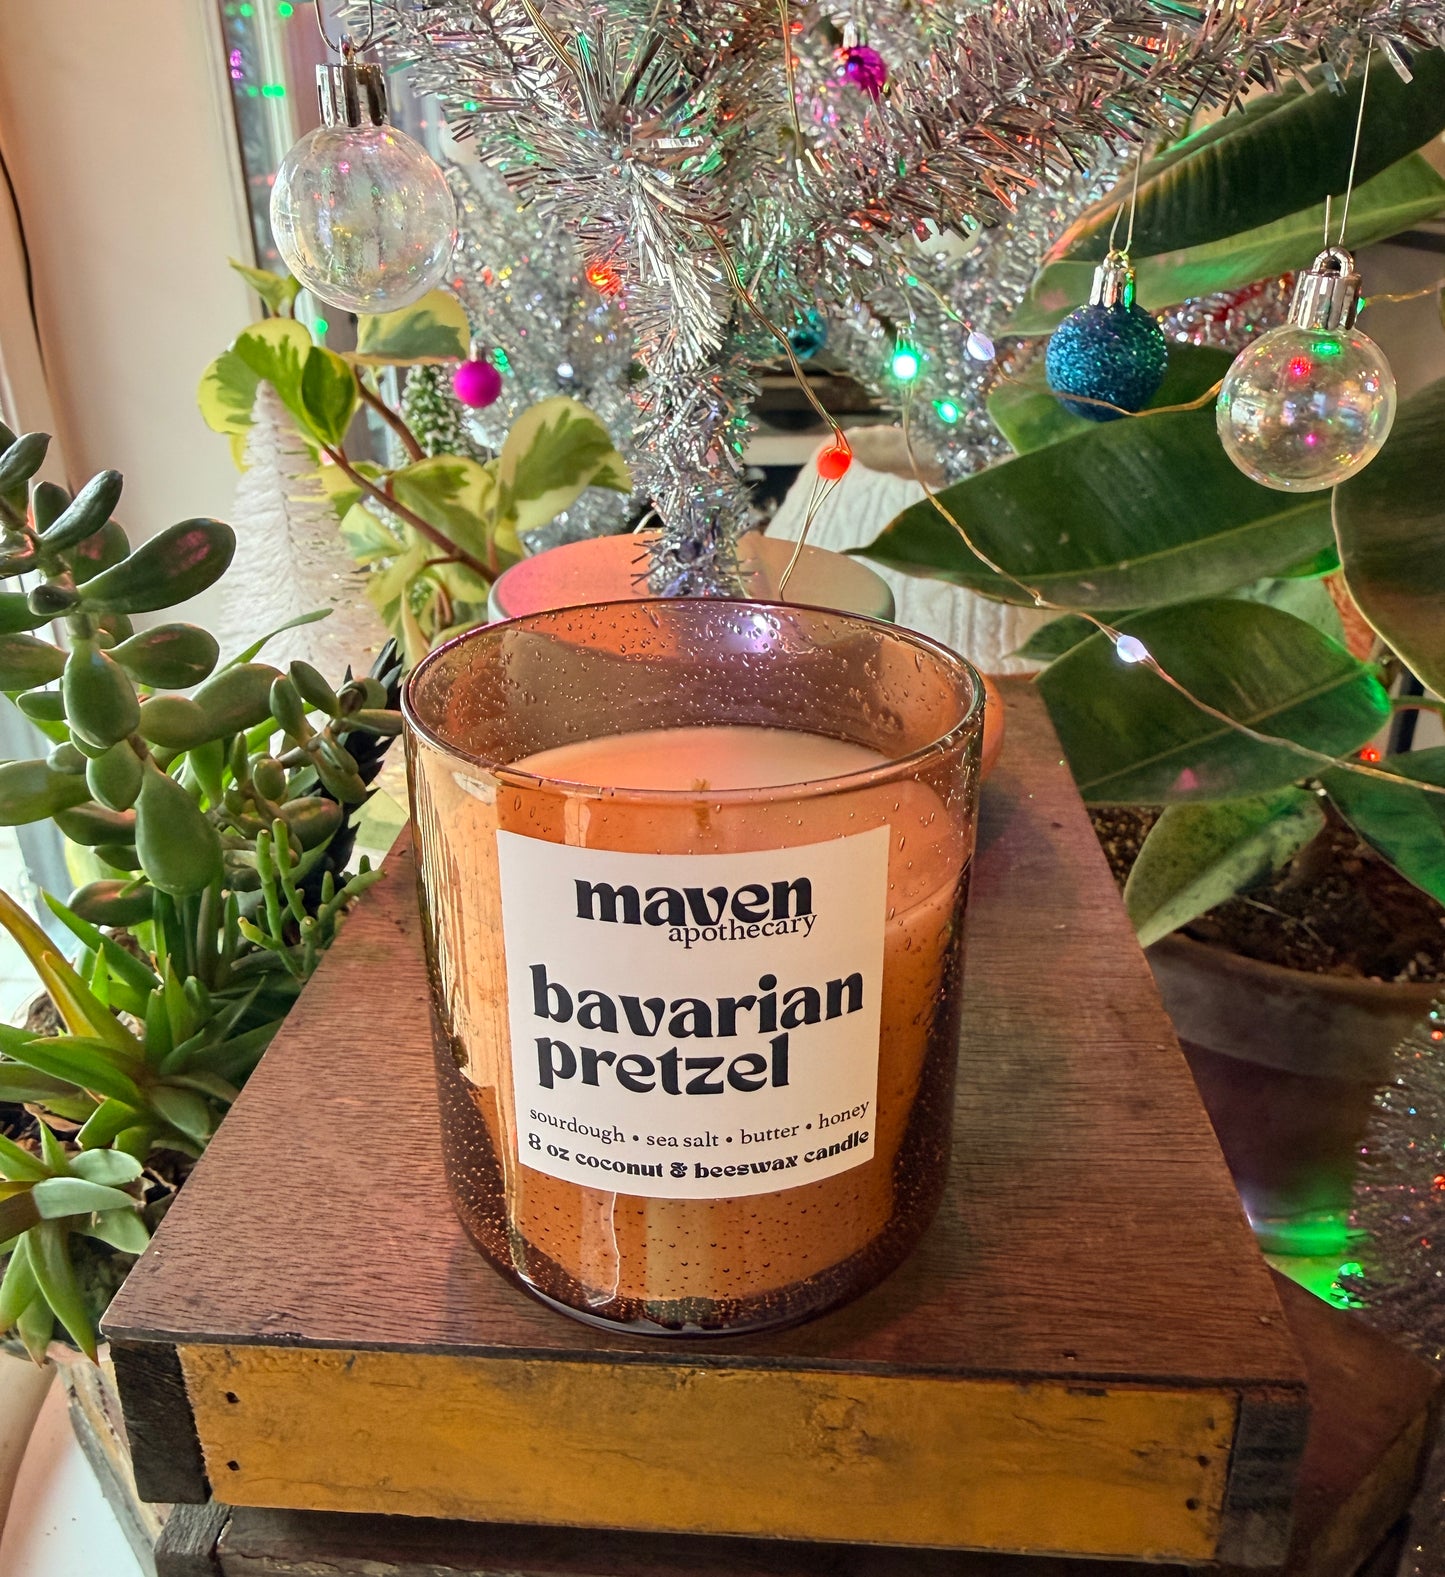 maven
apothecary
bavarian
pretzel
sourdough • sea salt • butter • honey
8 oz coconut & beeswax candle